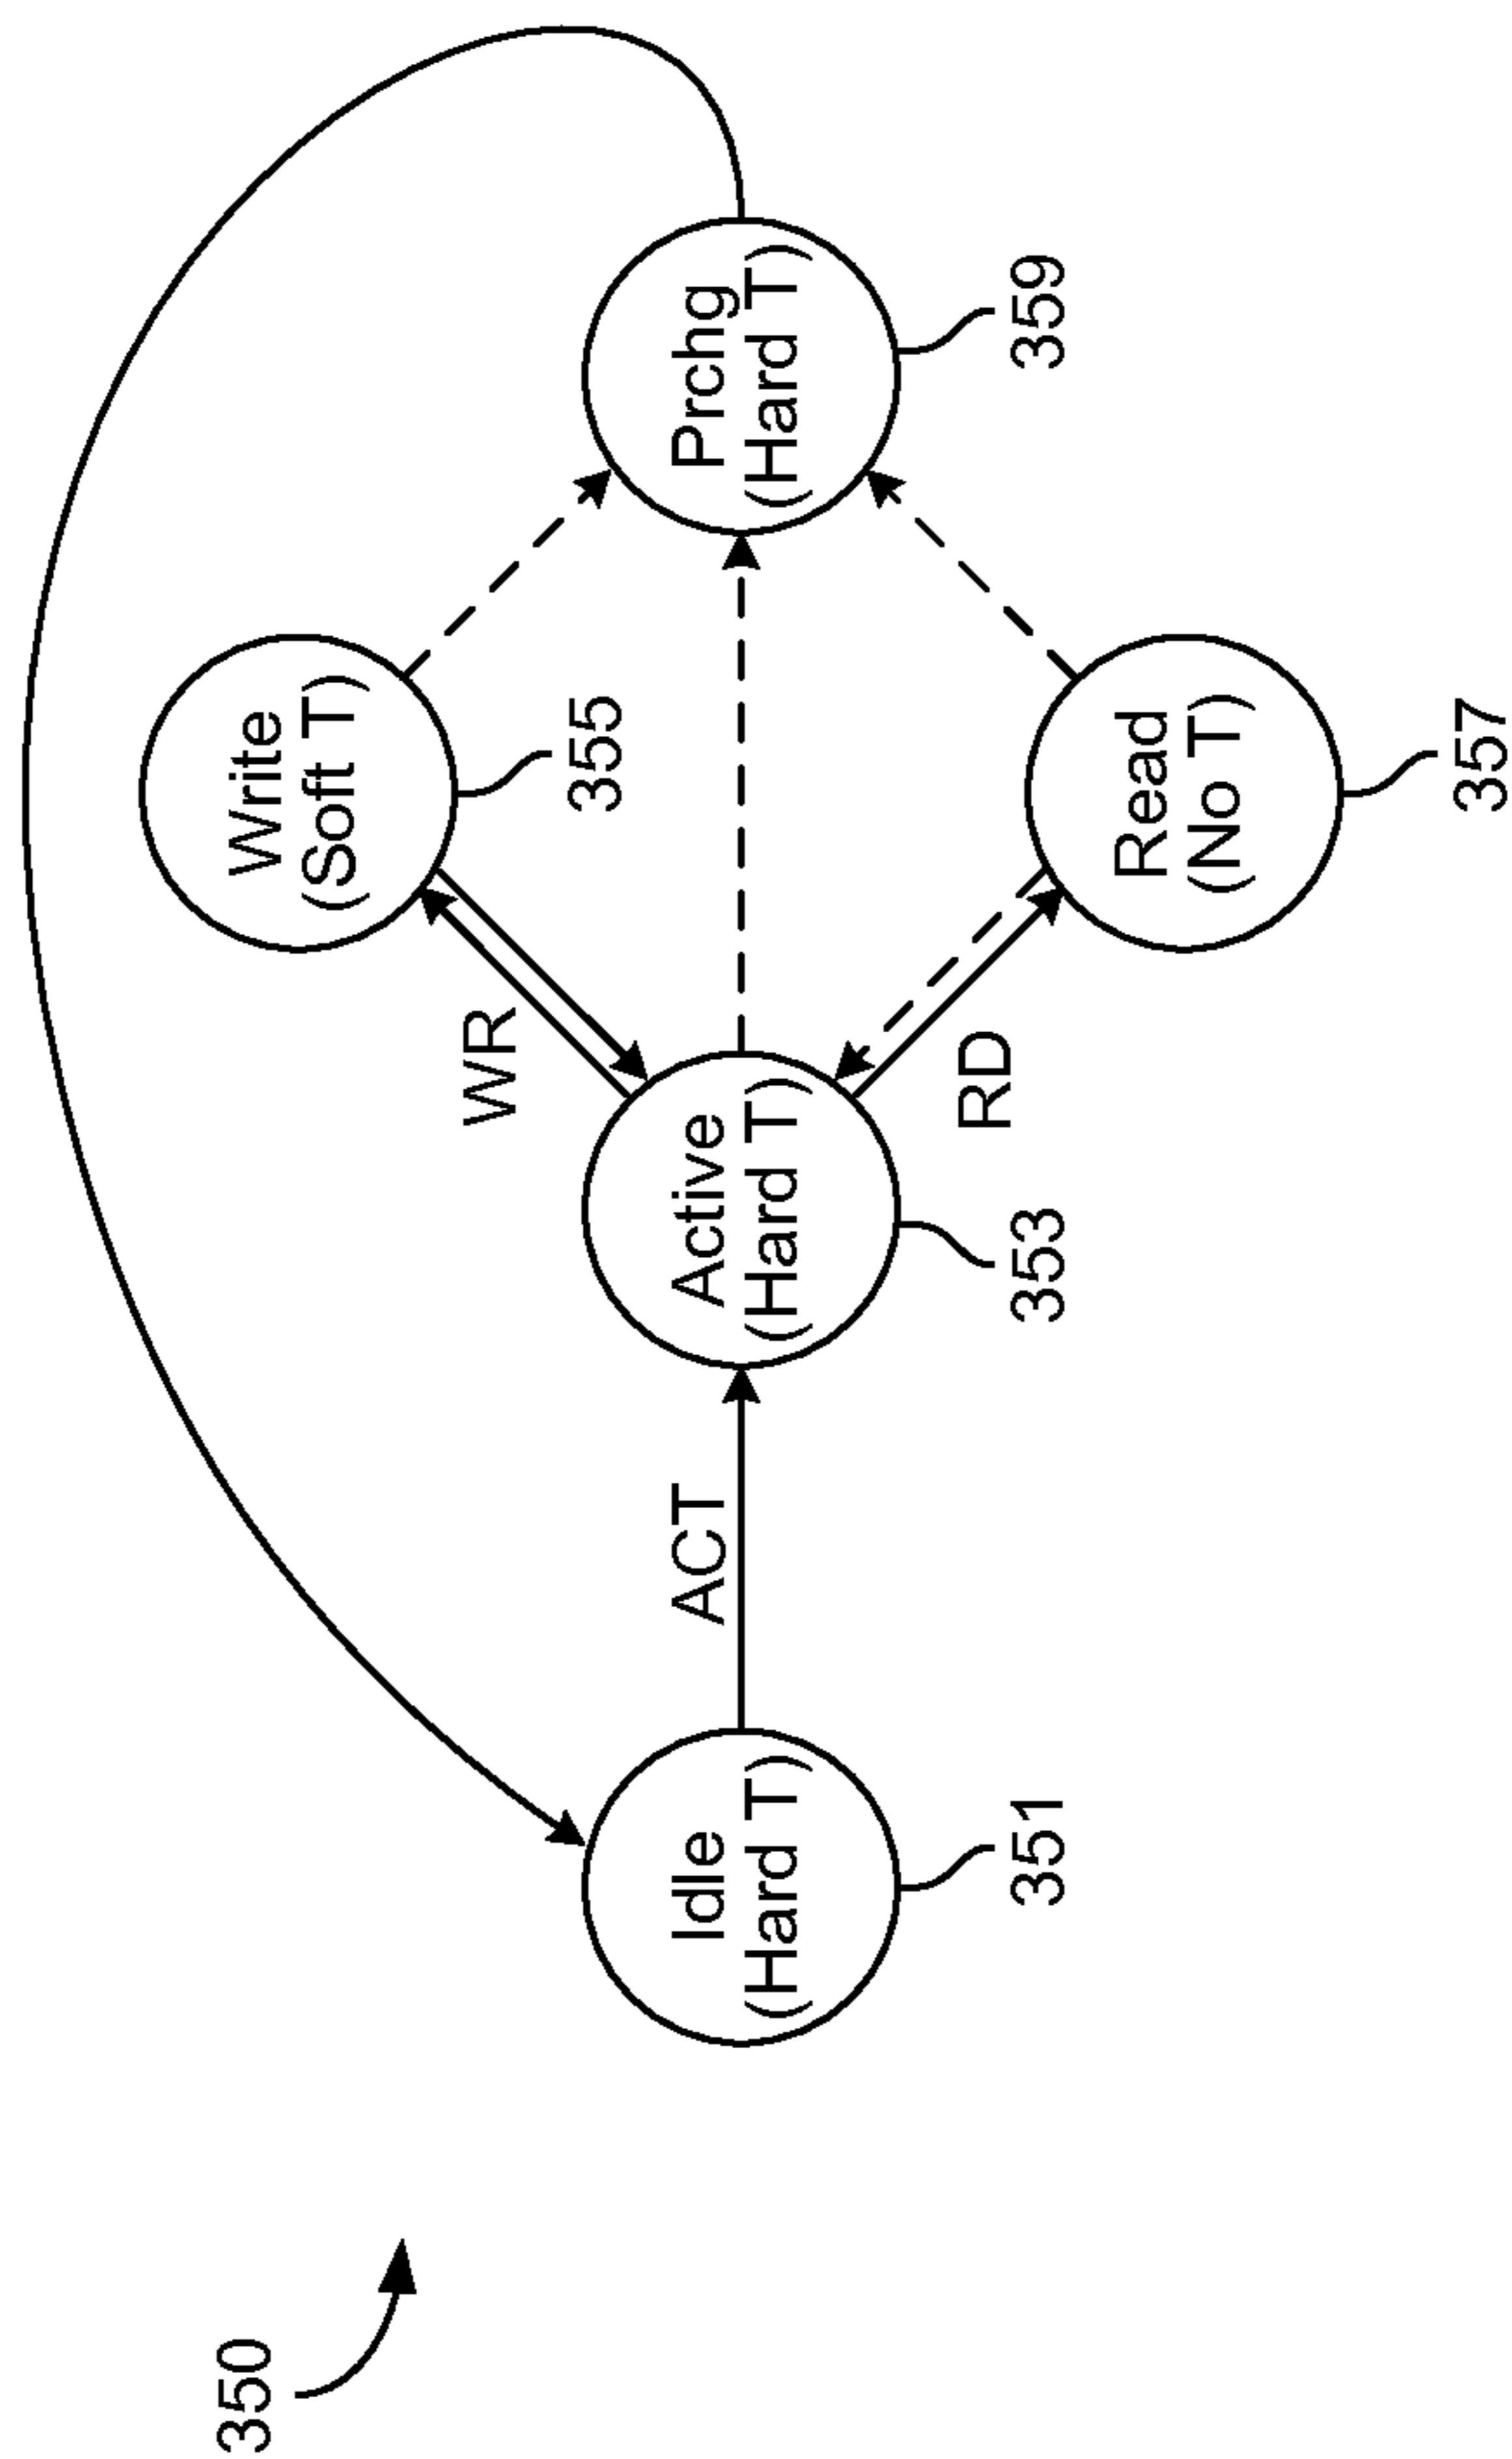 350
Write
(Soft T)
355
WR
Idle
(Hard T)
351
ACT
Active
(Hard T)
353
Prchg
(Hard T)
359
RD
Read
(No T)
357